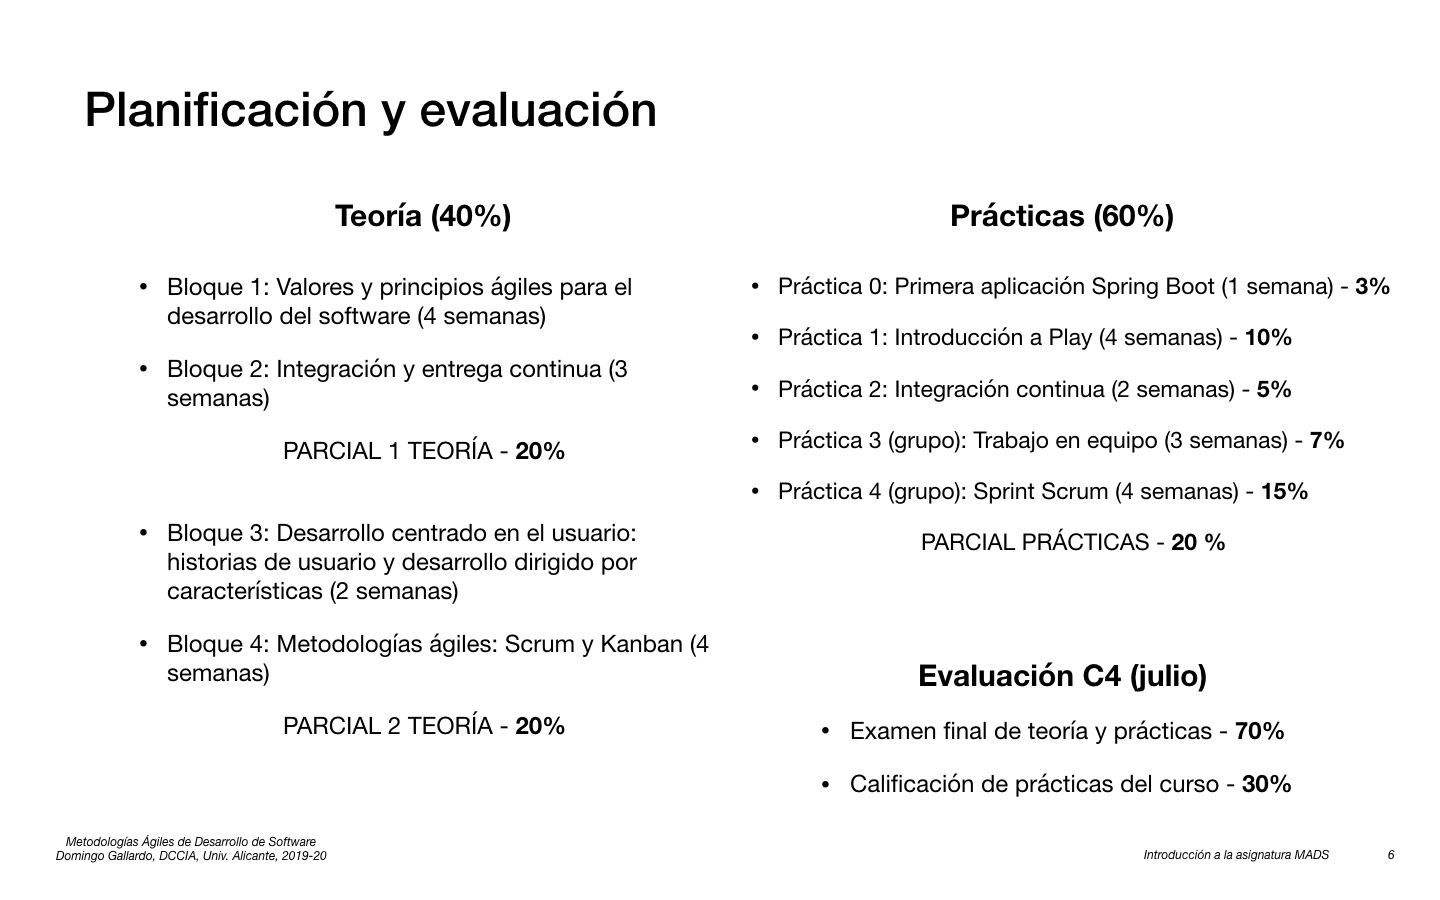 Planificación y evaluación
Teoría (40%)
• Bloque 1: Valores y principios ágiles para el
desarrollo del software (4 semanas)
• Bloque 2: Integración y entrega continua (3
semanas)
PARCIAL 1 TEORÍA - 20%
• Bloque 3: Desarrollo centrado en el usuario:
historias de usuario y desarrollo dirigido por
características (2 semanas)
• Bloque 4: Metodologías ágiles: Scrum y Kanban (4
semanas)
PARCIAL 2 TEORÍA - 20%
Prácticas (60%)
• Práctica 0: Primera aplicación Spring Boot (1 semana) - 3%
• Práctica 1: Introducción a Play (4 semanas) - 10%
• Práctica 2: Integración continua (2 semanas) - 5%
• Práctica 3 (grupo): Trabajo en equipo (3 semanas) - 7%
• Práctica 4 (grupo): Sprint Scrum (4 semanas) - 15%
PARCIAL PRÁCTICAS - 20 %
Evaluación C4 (julio)
• Examen final de teoría y prácticas - 70%
• Calificación de prácticas del curso - 30%
Metodologías Ágiles de Desarrollo de Software
Domingo Gallardo, DCCIA, Univ. Alicante, 2019-20
Introducción a la asignatura MADS
6